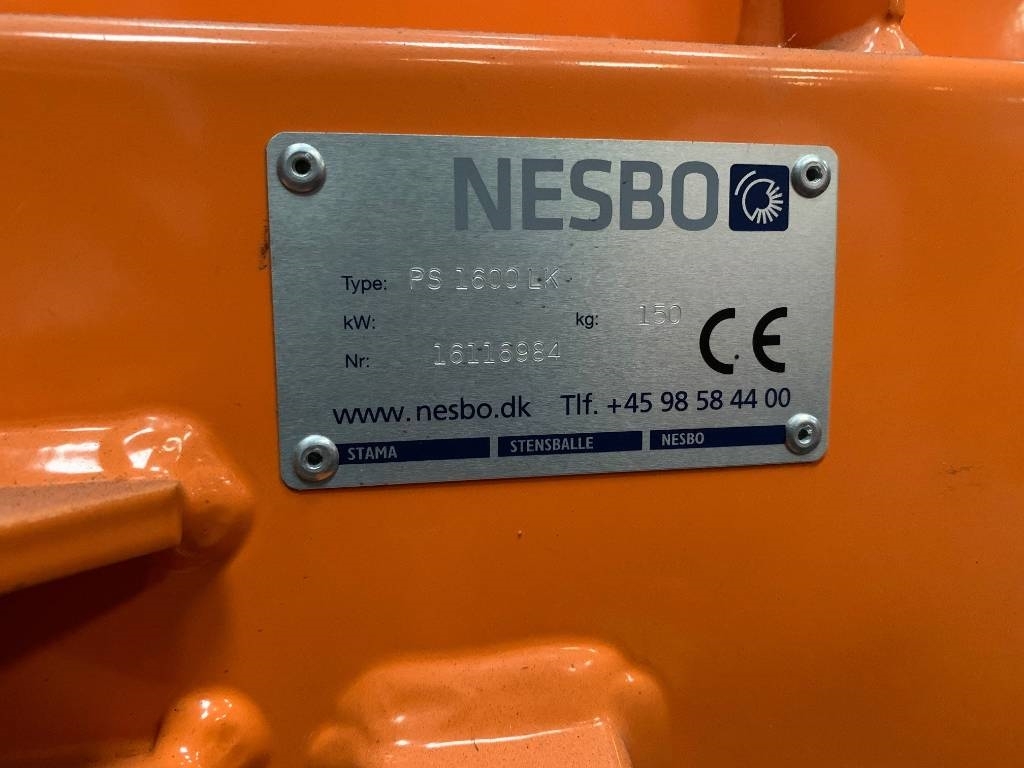 NESBO
Type: PS 1600 LK
kW: kg: 150
CE
Nr: 16116984
www.nesbo.dk Tlf. +45 98 58 44 00
STAMA STENSBALLE NESBO